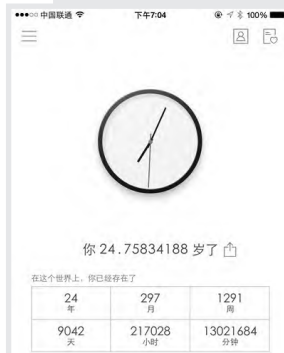 中国联通 下午7:04 100%
你 24.75834188 岁了
在这个世界上，你已经存在了
24 297 1291
年 月 周
9042 217028 13021684
天 小时 分钟